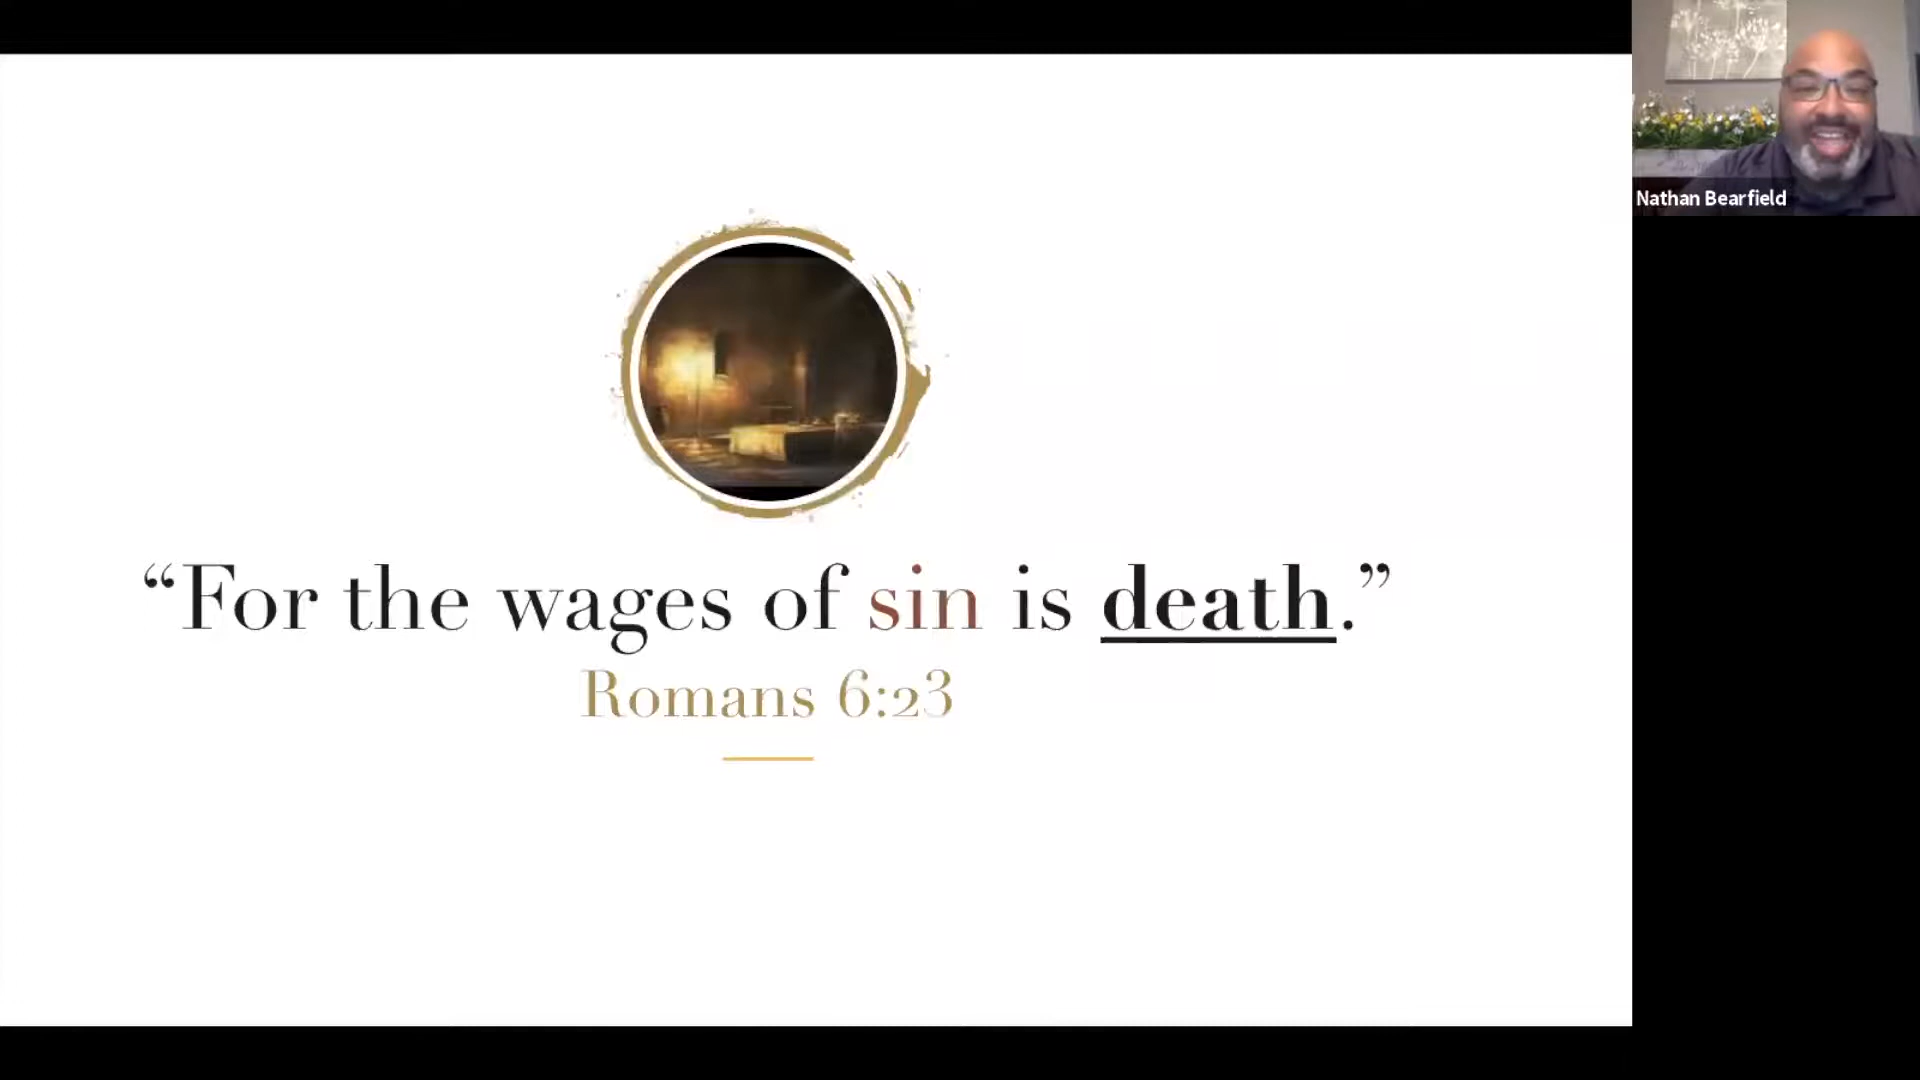 “For the wages of sin is death.”
Romans 6:23
Nathan Bearfield